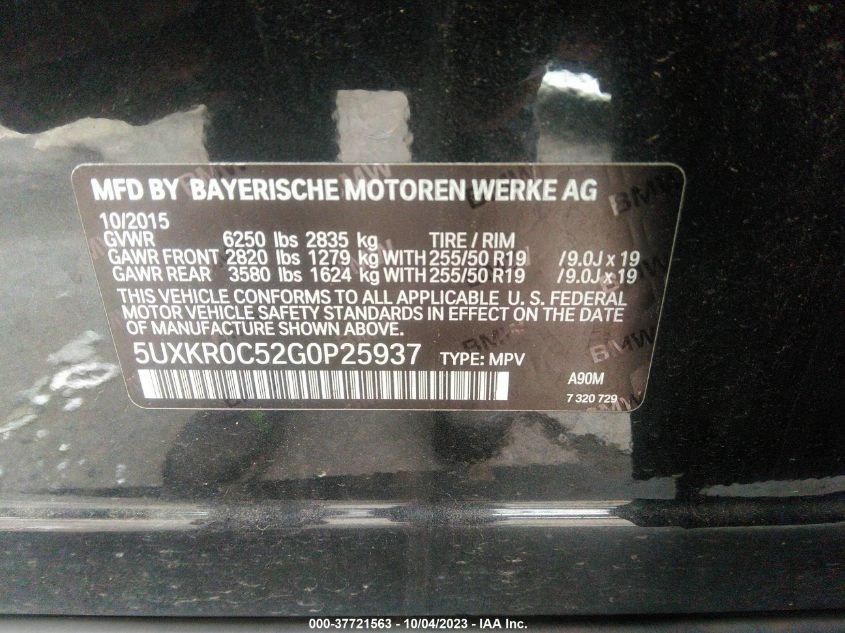 MFD BY BAYERISCHE MOTOREN WERKE AG
10/2015
GVWR 6250 lbs 2835 kg TIRE / RIM
GAWR FRONT 2820 lbs 1279 kg WITH 255/50 R19 / 9.0J x 19
GAWR REAR 3580 lbs 1624 kg WITH 255/50 R19 / 9.0J x 19
THIS VEHICLE CONFORMS TO ALL APPLICABLE U. S. FEDERAL
MOTOR VEHICLE SAFETY STANDARDS IN EFFECT ON THE DATE
OF MANUFACTURE SHOWN ABOVE.
5UXKR0C52G0P25937 TYPE: MPV
A90M
7 320 729
000-37721563 - 10/04/2023 - IAA Inc.